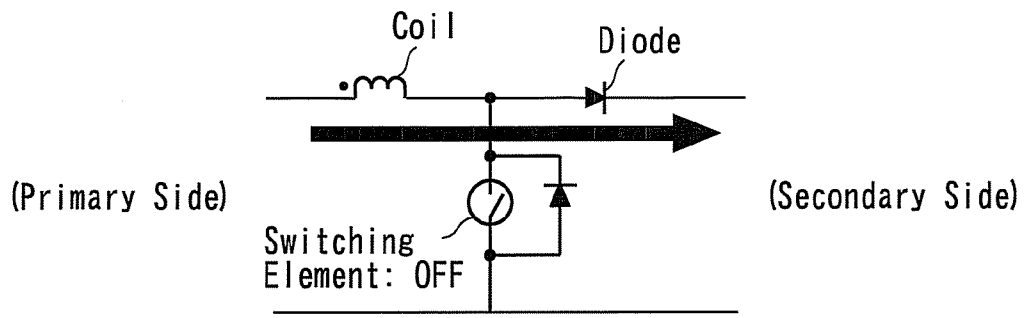 Coil
Diode
(Primary Side)
(Secondary Side)
Switching
Element: OFF